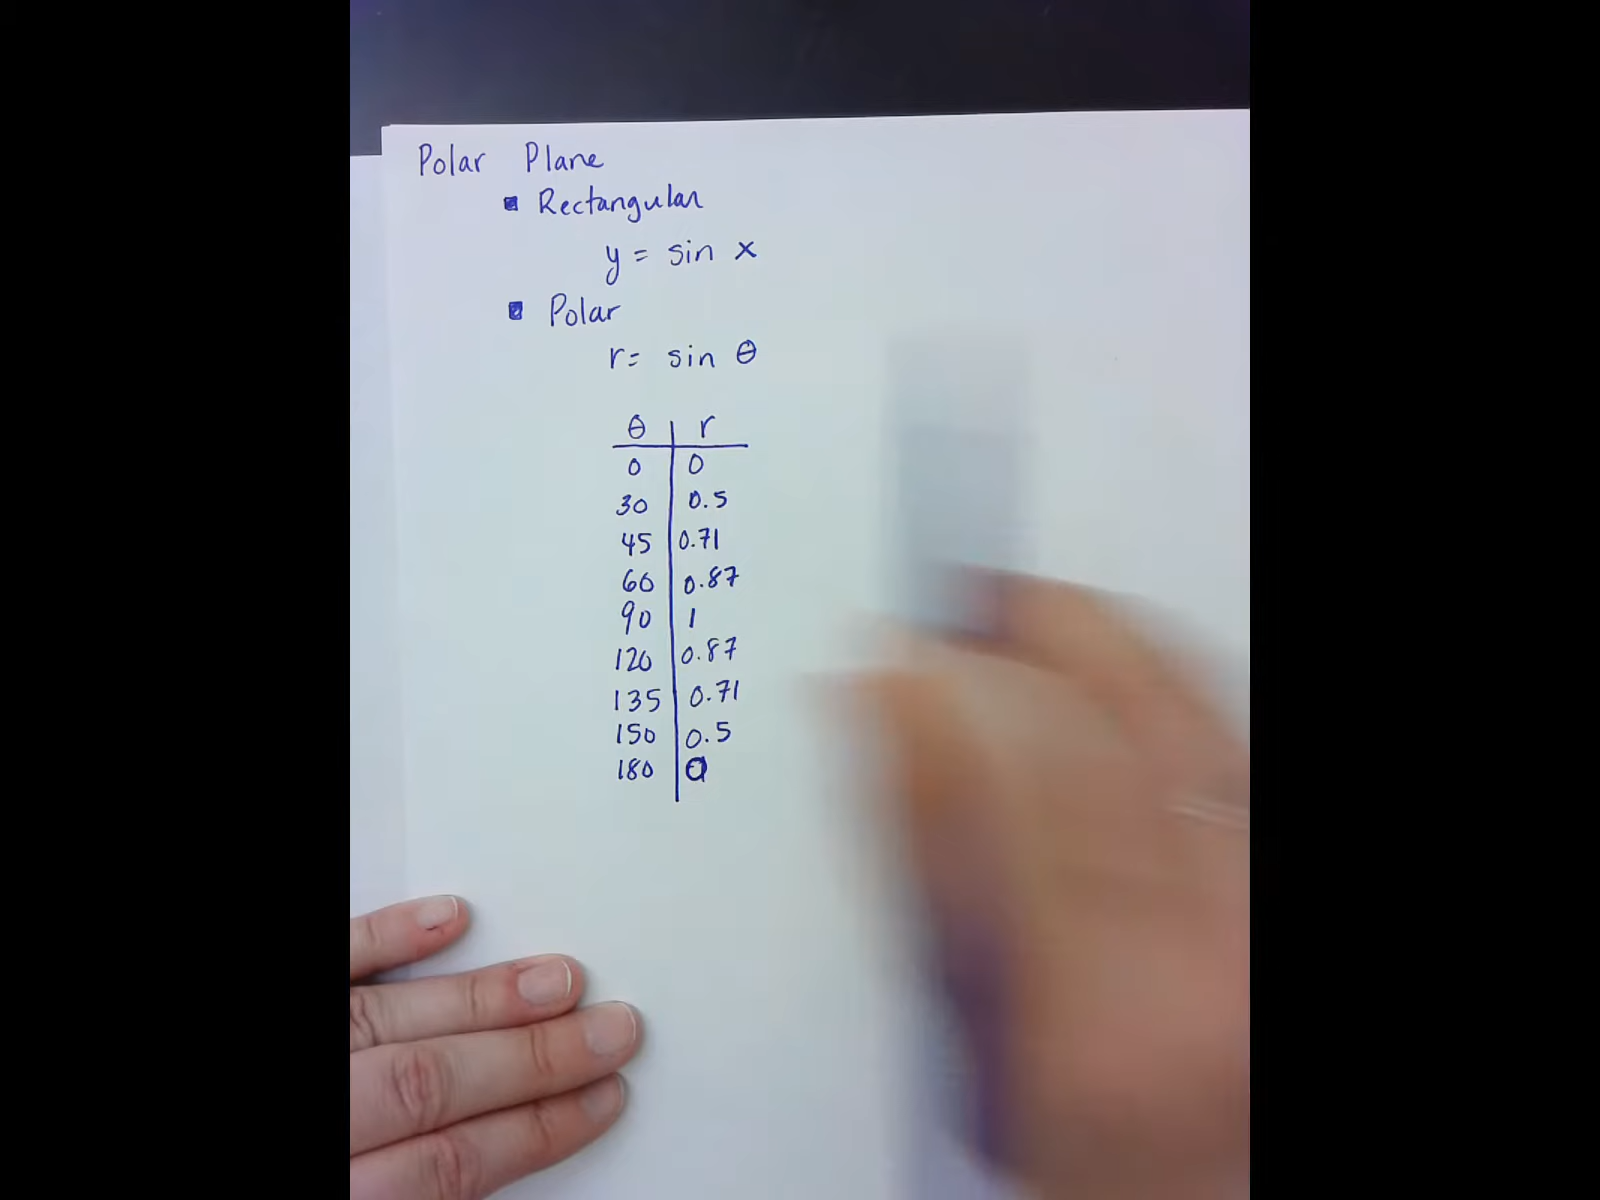 Polar Plane
▪ Rectangular
y = sin x
▪ Polar
r = sin θ
θ | r
0 | 0
30 | 0.5
45 | 0.71
60 | 0.87
90 | 1
120 | 0.87
135 | 0.71
150 | 0.5
180 | 0